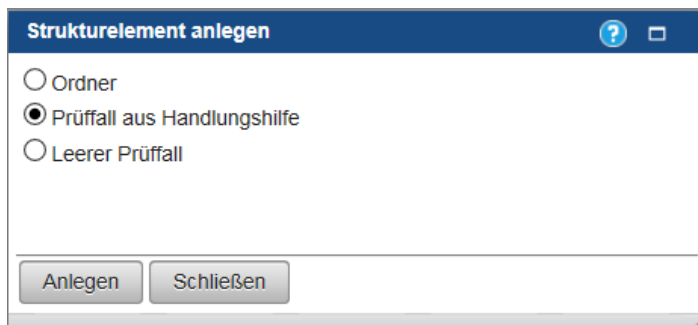 Strukturelement anlegen ?
Ordner
Prüffall aus Handlungshilfe
Leerer Prüffall
Anlegen Schließen